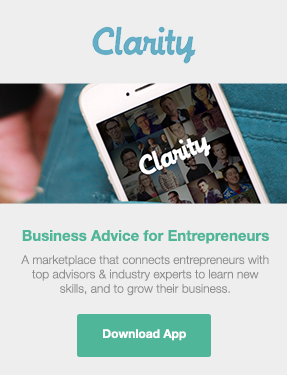 Clarity
Clarity
Business Advice for Entrepreneurs
A marketplace that connects entrepreneurs with
top advisors & industry experts to learn new
skills, and to grow their business.
Download App